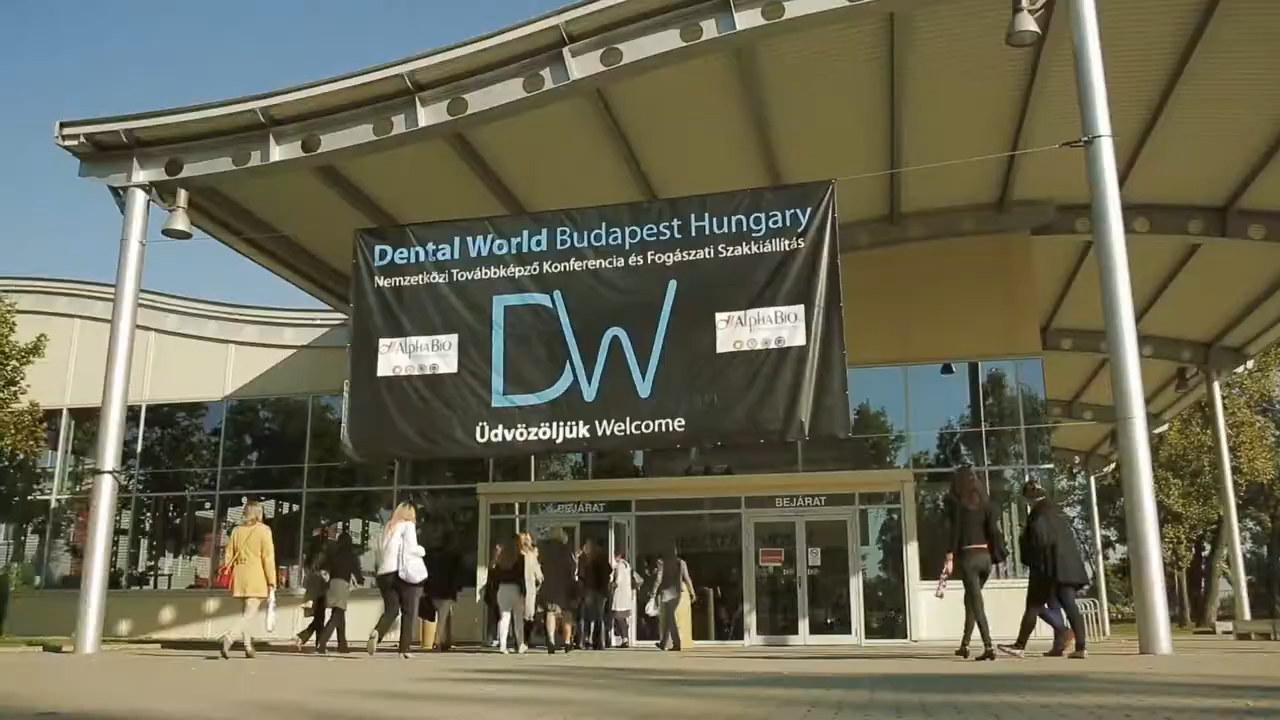 Dental World Budapest Hungary
Nemzetközi Továbbképző Konferencia és Fogászati Szakkiállítás
DW
AlphaBio
AlphaBio
Üdvözöljük Welcome
BEJÁRAT
BEJÁRAT